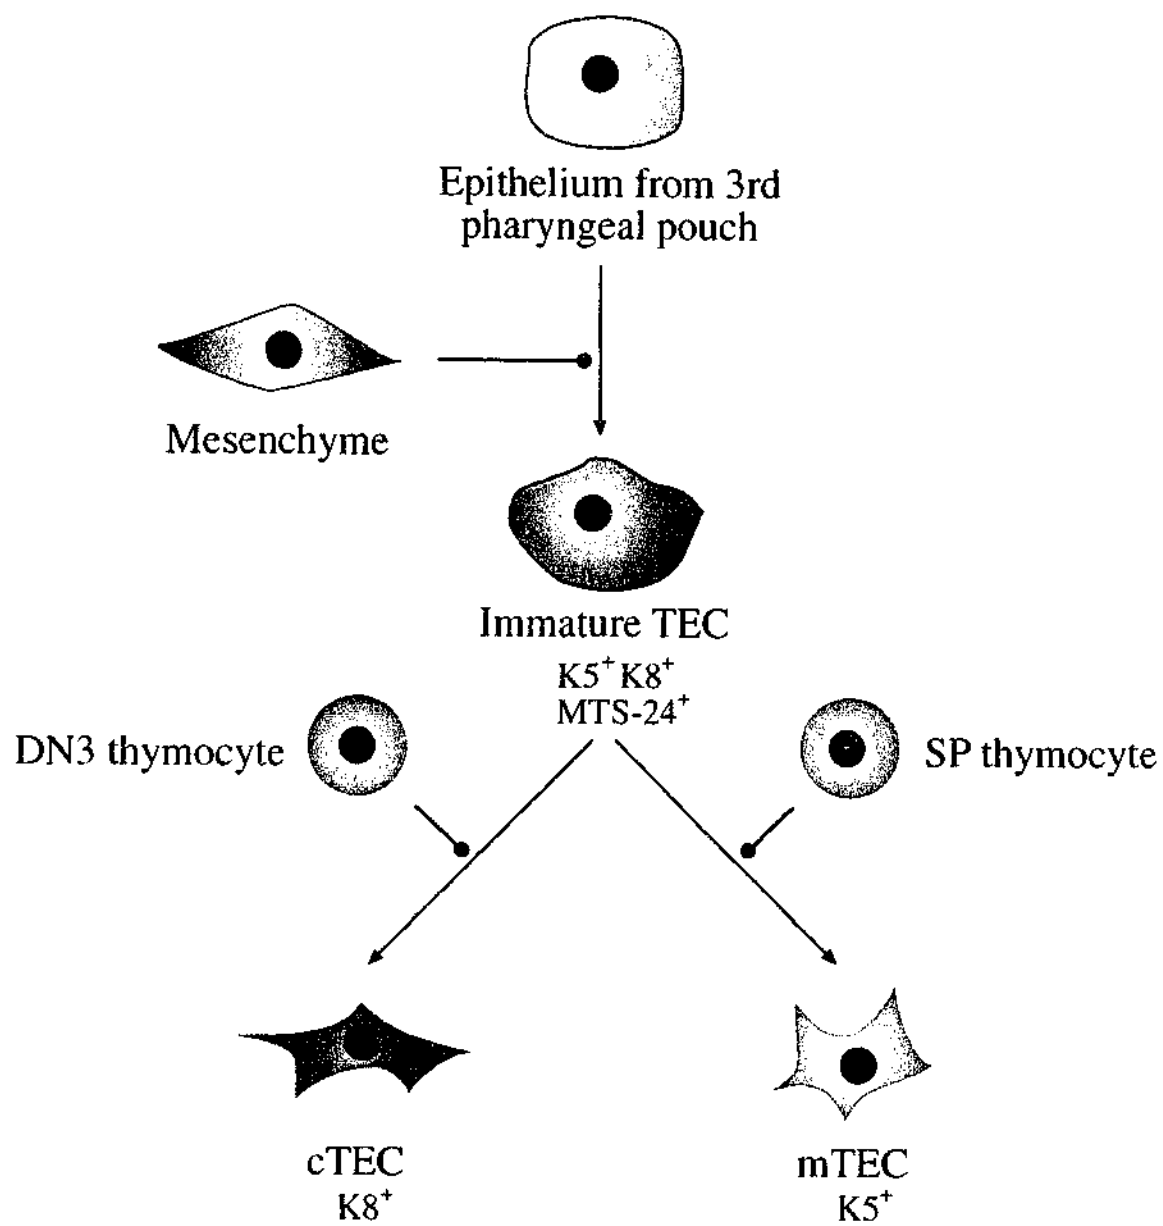 Epithelium from 3rd
pharyngeal pouch
Mesenchyme
Immature TEC
K5⁺ K8⁺
MTS-24⁺
DN3 thymocyte
SP thymocyte
cTEC
K8⁺
mTEC
K5⁺